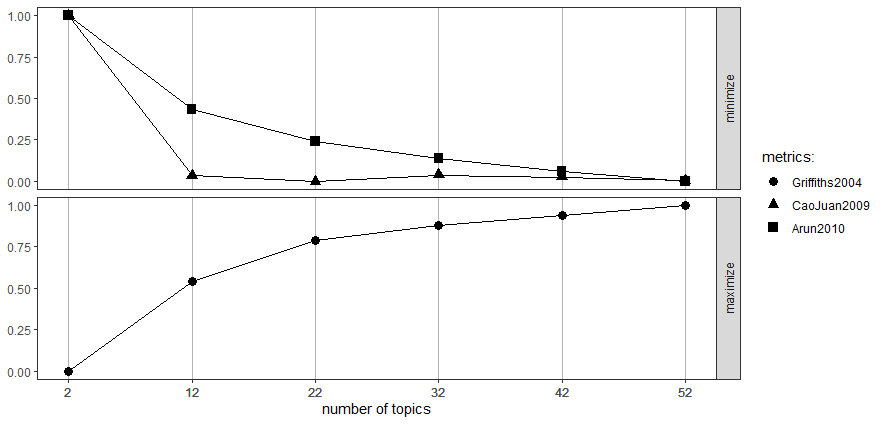 1.00
0.75
0.50
0.25
0.00
minimize
1.00
0.75
0.50
0.25
0.00
maximize
2 12 22 32 42 52
number of topics
metrics:
Griffiths2004
CaoJuan2009
Arun2010